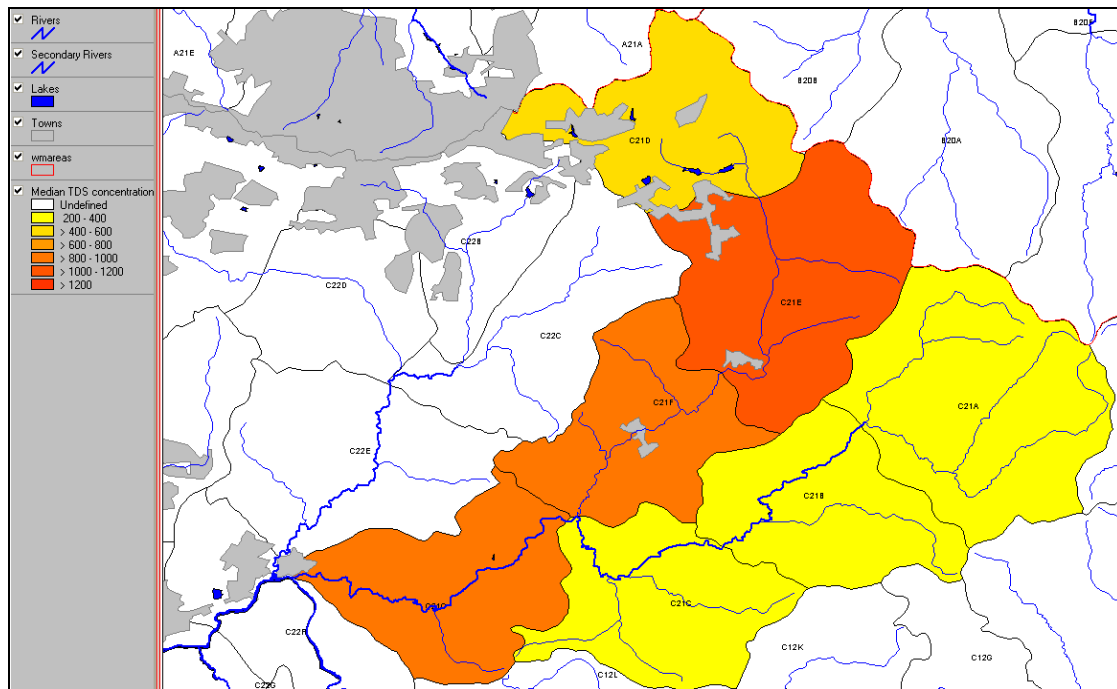 Rivers
Secondary Rivers
Lakes
Towns
wmareas
Median TDS concentration
Undefined
200 - 400
> 400 - 600
> 600 - 800
> 800 - 1000
> 1000 - 1200
> 1200
A21E
A21A
B20B
B20A
C21D
C22B
C22D
C22C
C21E
C21F
C21A
C22E
C21B
C21C
C22F
C22G
C12K
C12L
C12G